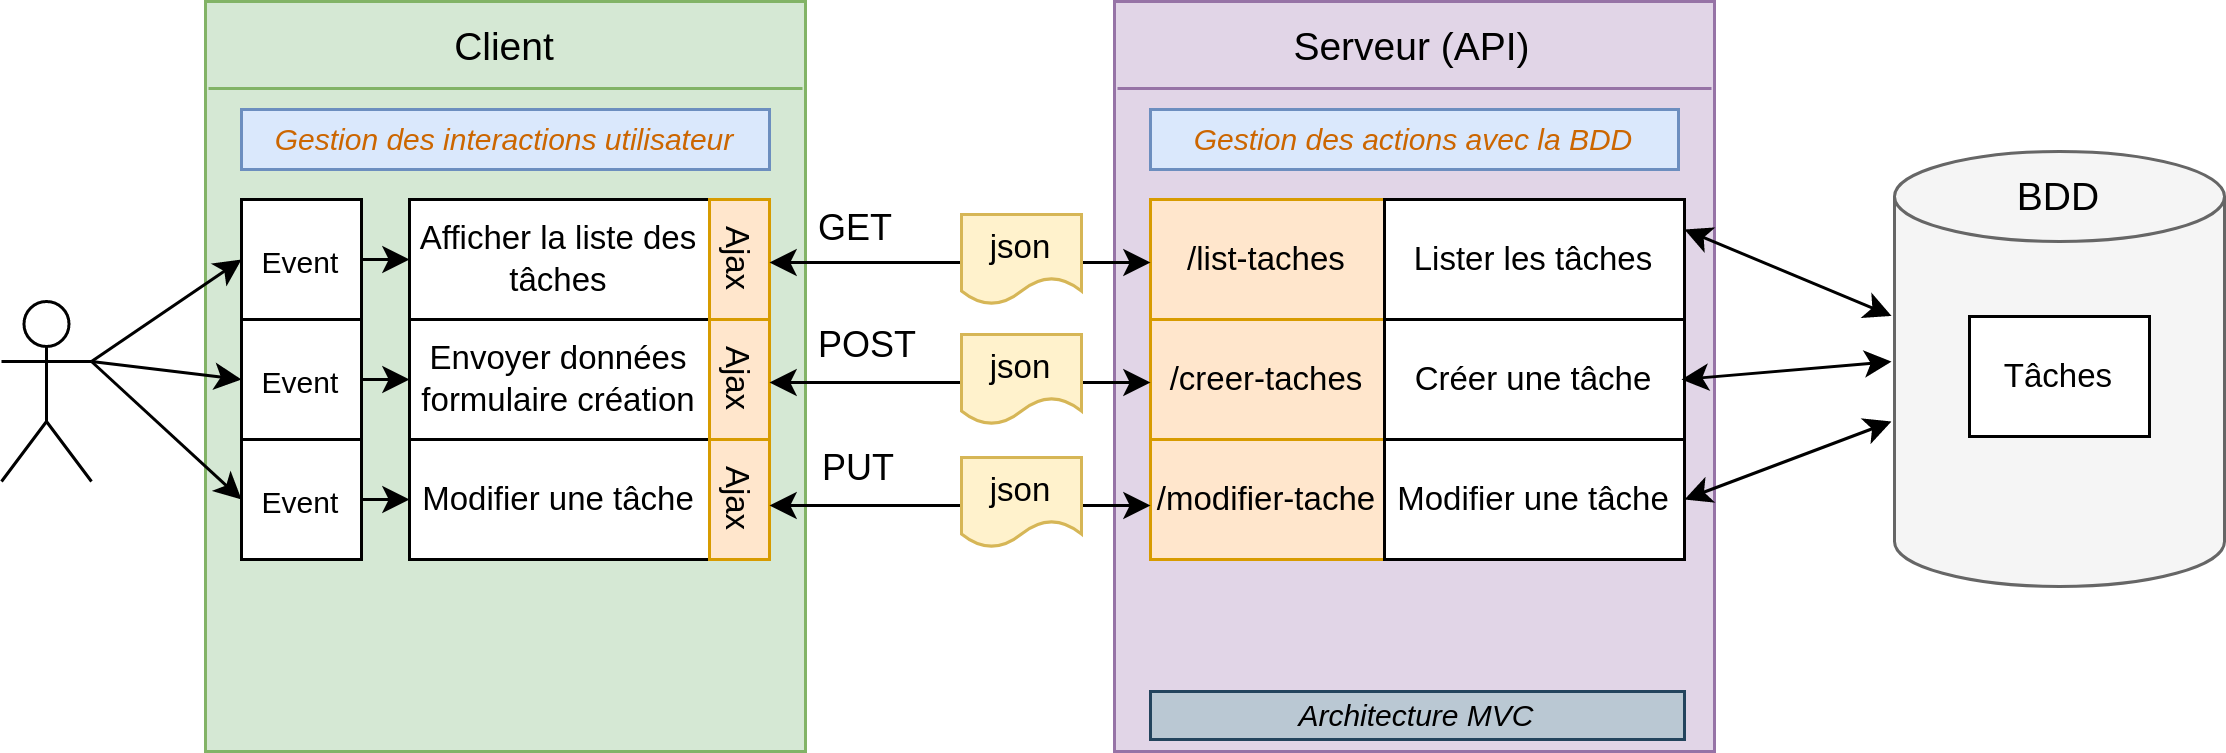 Client
Gestion des interactions utilisateur
Event
Afficher la liste des
tâches
Ajax
Event
Envoyer données
formulaire création
Ajax
Event
Modifier une tâche
Ajax
GET
json
POST
json
PUT
json
Serveur (API)
Gestion des actions avec la BDD
/list-taches
Lister les tâches
/creer-taches
Créer une tâche
/modifier-tache
Modifier une tâche
Architecture MVC
BDD
Tâches